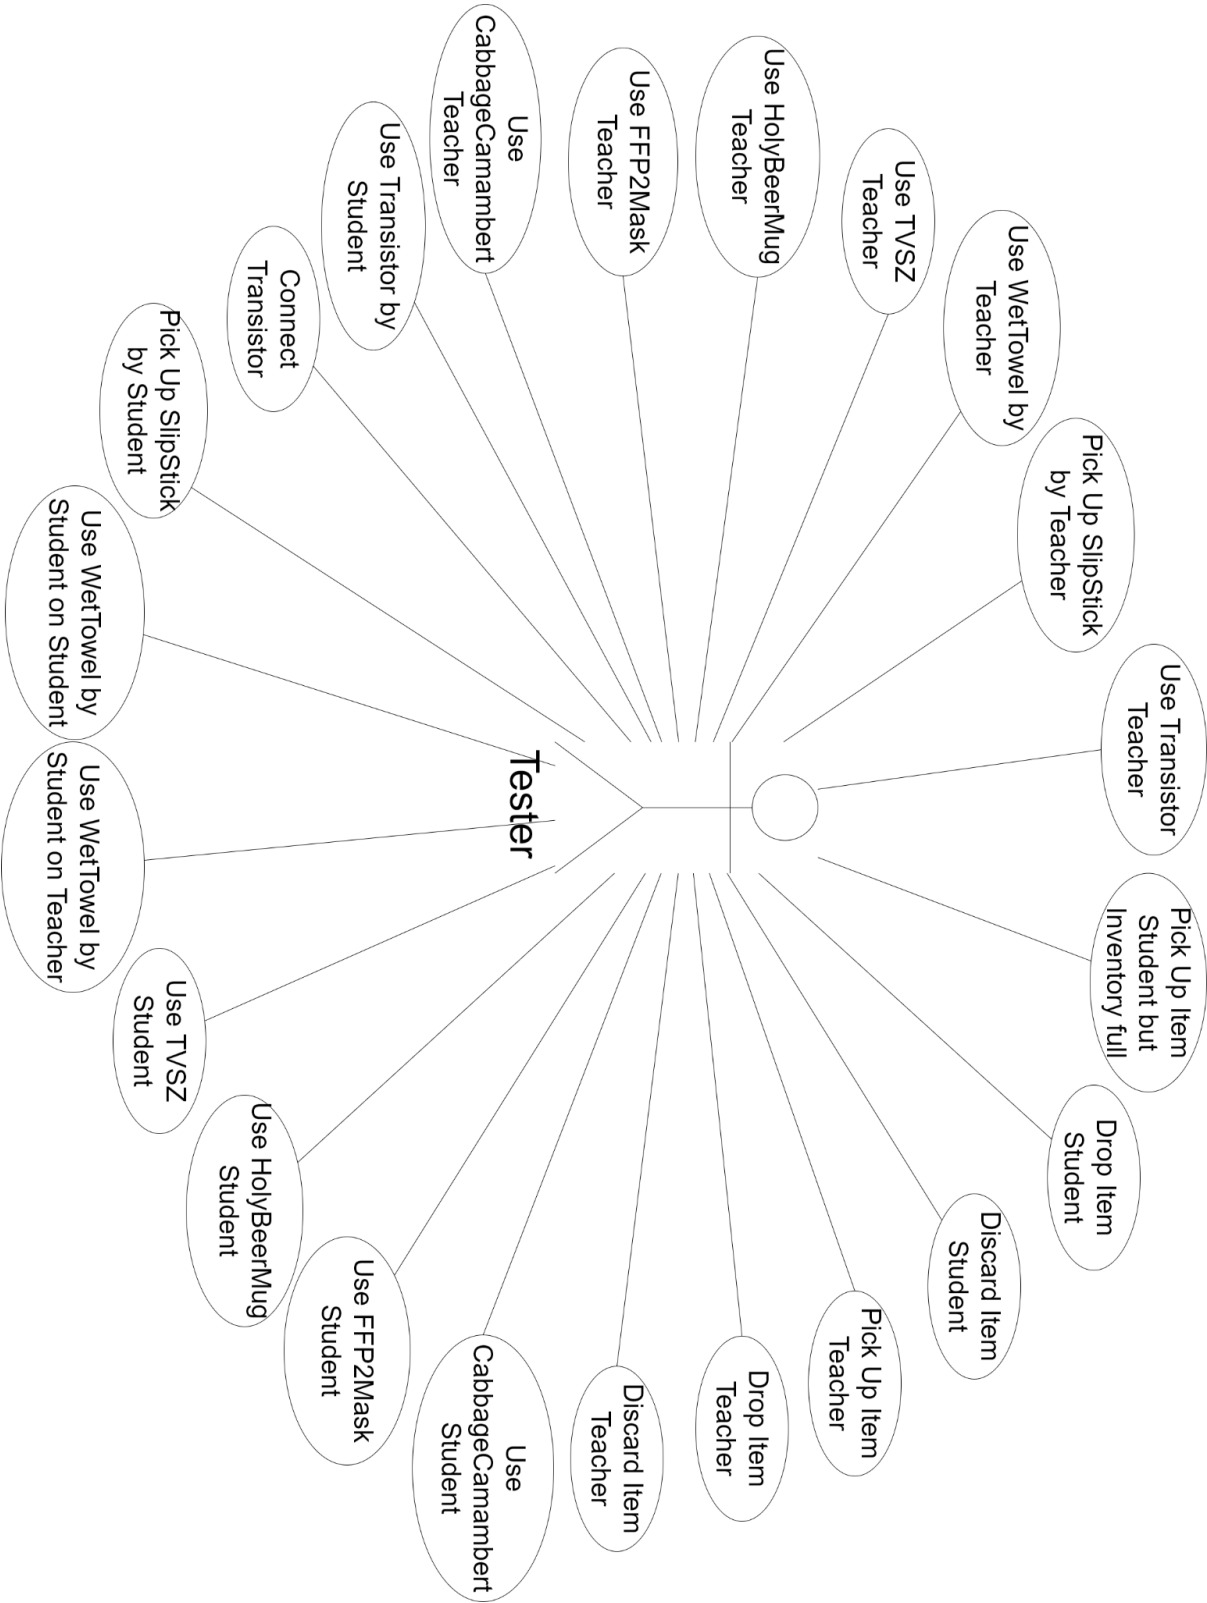 Use Transistor
Teacher
Pick Up Item
Student but
Inventory full
Pick Up SlipStick
by Teacher
Drop Item
Student
Use WetTowel by
Teacher
Discard Item
Student
Use TVSZ
Teacher
Pick Up Item
Teacher
Use HolyBeerMug
Teacher
Drop Item
Teacher
Use FFP2Mask
Teacher
Discard Item
Teacher
Use
CabbageCamambert
Teacher
Use
CabbageCamambert
Student
Tester
Use Transistor by
Student
Use FFP2Mask
Student
Connect
Transistor
Use HolyBeerMug
Student
Pick Up SlipStick
by Student
Use TVSZ
Student
Use WetTowel by
Student on Student
Use WetTowel by
Student on Teacher